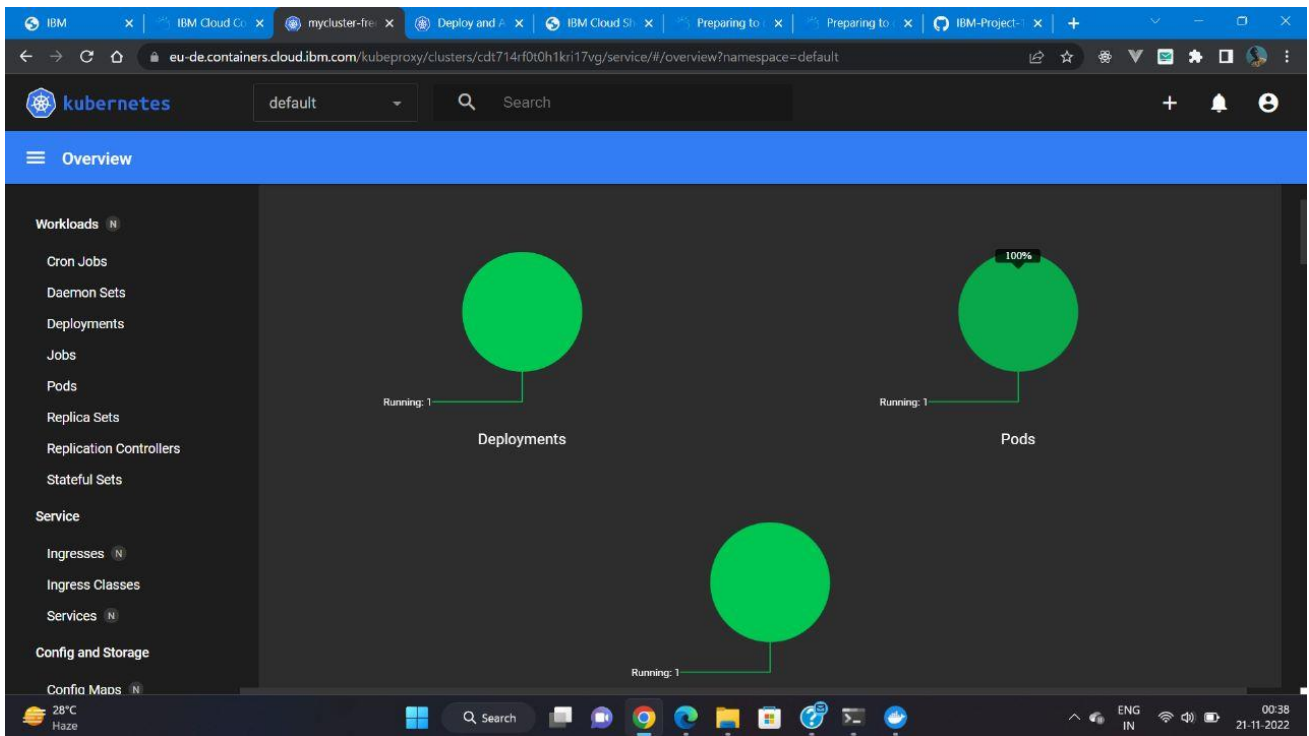 IBM
IBM Cloud Co
mycluster-free
Deploy and A
IBM Cloud Sh
Preparing to
Preparing to
IBM-Project-1
eu-de.containers.cloud.ibm.com/kubeproxy/clusters/cdt714rf0t0h1kri17vg/service/#/overview?namespace=default
kubernetes
default
Search
Overview
Workloads N
Cron Jobs
Daemon Sets
Deployments
Jobs
Pods
Replica Sets
Replication Controllers
Stateful Sets
Service
Ingresses N
Ingress Classes
Services N
Config and Storage
Config Maps N
Running: 1
Deployments
100%
Running: 1
Pods
Running: 1
28°C
Haze
Search
ENG
IN
00:38
21-11-2022